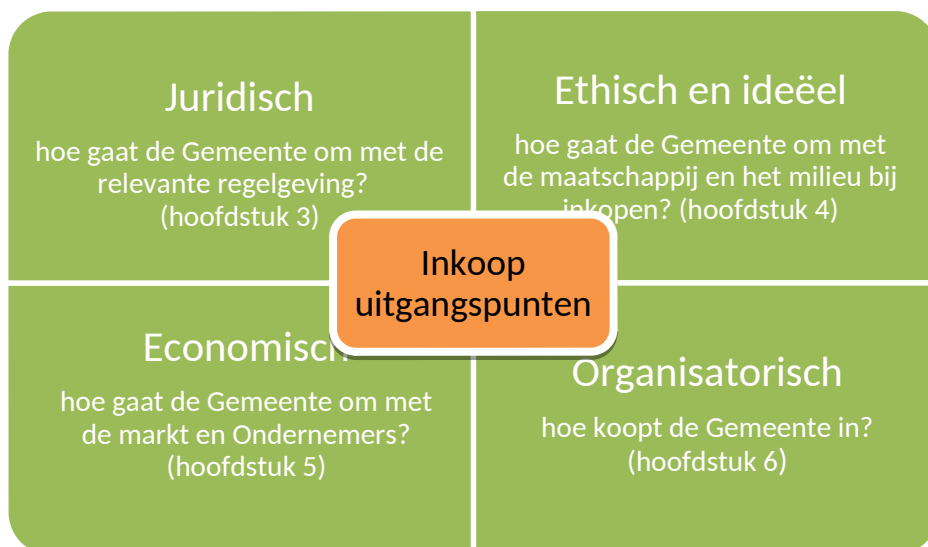 Juridisch
hoe gaat de Gemeente om met de
relevante regelgeving?
(hoofdstuk 3)
Ethisch en ideëel
hoe gaat de Gemeente om met
de maatschappij en het milieu bij
inkopen? (hoofdstuk 4)
Inkoop
uitgangspunten
Economisch
hoe gaat de Gemeente om met
de markt en Ondernemers?
(hoofdstuk 5)
Organisatorisch
hoe koopt de Gemeente in?
(hoofdstuk 6)